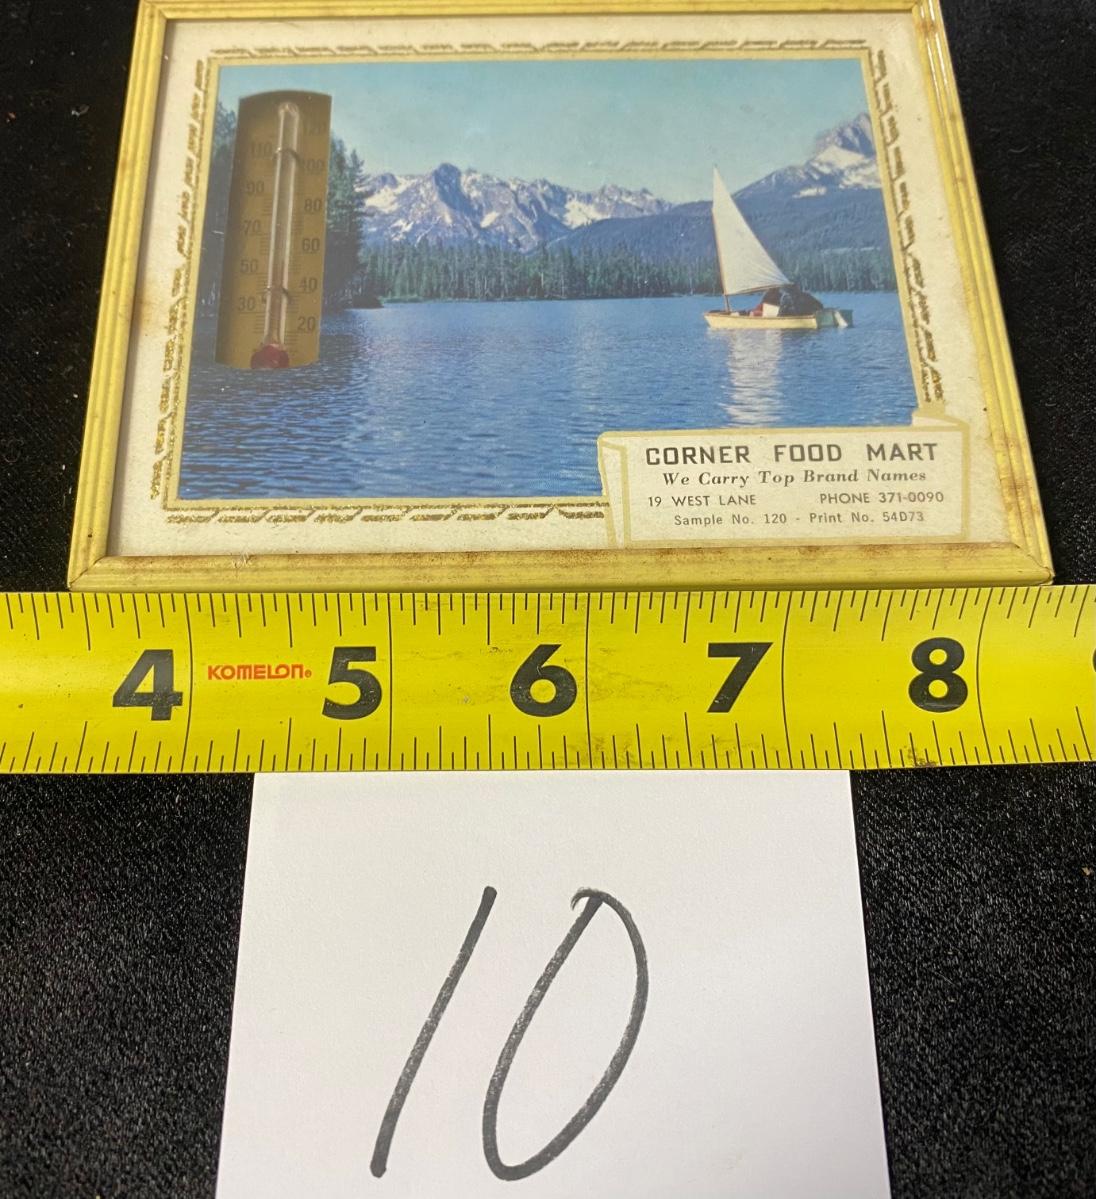 120
110
100
90
80
70
60
50
40
30
20
CORNER FOOD MART
We Carry Top Brand Names
19 WEST LANE PHONE 371-0090
Sample No. 120 - Print No. 54D73
4 KOMELON® 5 6 7 8
10